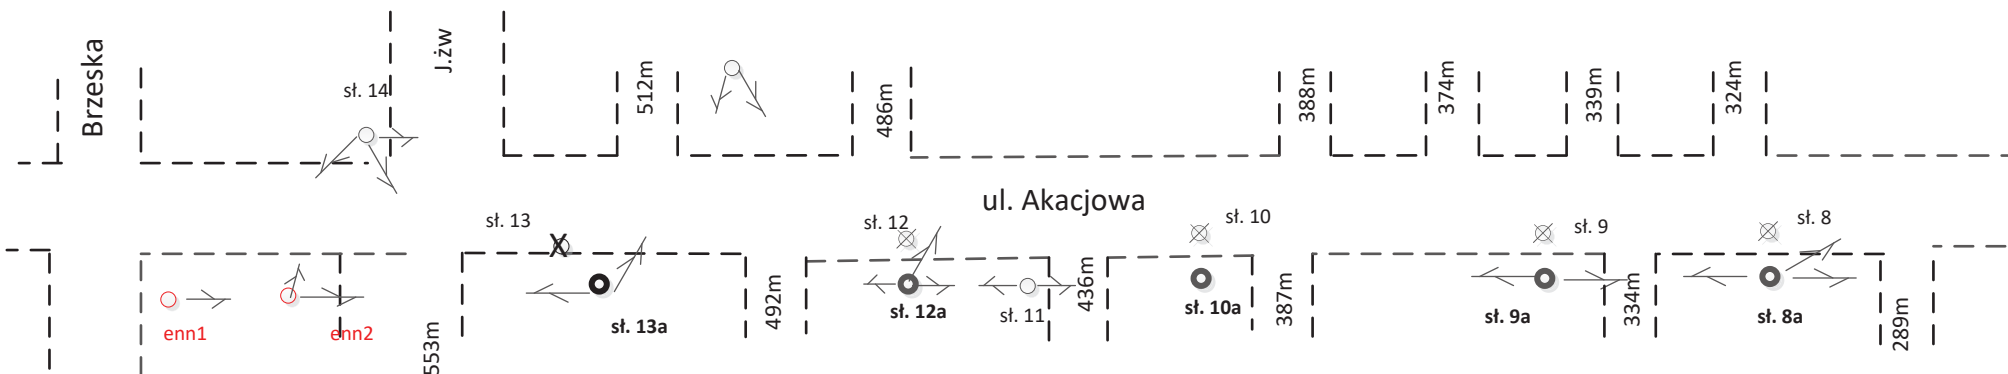 Brzeska
J.żw
sł. 14
512m
486m
388m
374m
339m
324m
ul. Akacjowa
sł. 13
sł. 12
sł. 10
sł. 9
sł. 8
X
enn1
enn2
553m
sł. 13a
492m
sł. 12a
sł. 11
436m
sł. 10a
387m
sł. 9a
334m
sł. 8a
289m